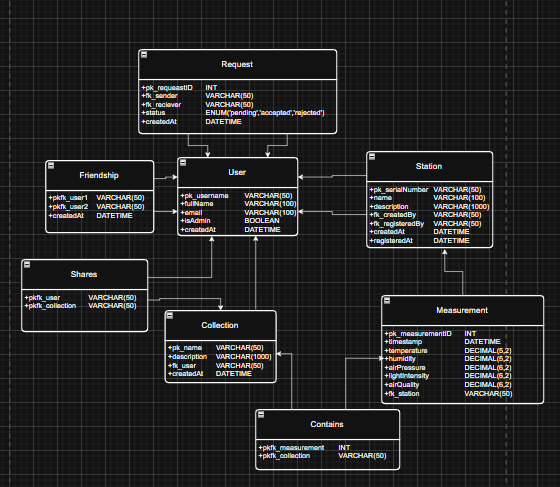 Request
+pk_requeastID INT
+fk_sender VARCHAR(50)
+fk_reciever VARCHAR(50)
+status ENUM('pending','accepted','rejected')
+createdAt DATETIME
Friendship
+pkfk_user1 VARCHAR(50)
+pkfk_user2 VARCHAR(50)
+createdAt DATETIME
User
+pk_username VARCHAR(50)
+fullName VARCHAR(100)
+email VARCHAR(100)
+isAdmin BOOLEAN
+createdAt DATETIME
Station
+pk_serialNumber VARCHAR(50)
+name VARCHAR(100)
+description VARCHAR(1000)
+fk_createdBy VARCHAR(50)
+fk_registeredBy VARCHAR(50)
+createdAt DATETIME
+registeredAt DATETIME
Shares
+pkfk_user VARCHAR(50)
+pkfk_collection VARCHAR(50)
Collection
+pk_name VARCHAR(50)
+description VARCHAR(1000)
+fk_user VARCHAR(50)
+createdAt DATETIME
Measurement
+pk_measurementID INT
+timestamp DATETIME
+temperature DECIMAL(5,2)
+humidity DECIMAL(5,2)
+airPressure DECIMAL(6,2)
+lightIntensity DECIMAL(6,2)
+airQuality DECIMAL(6,2)
+fk_station VARCHAR(50)
Contains
+pkfk_measurement INT
+pkfk_collection VARCHAR(50)